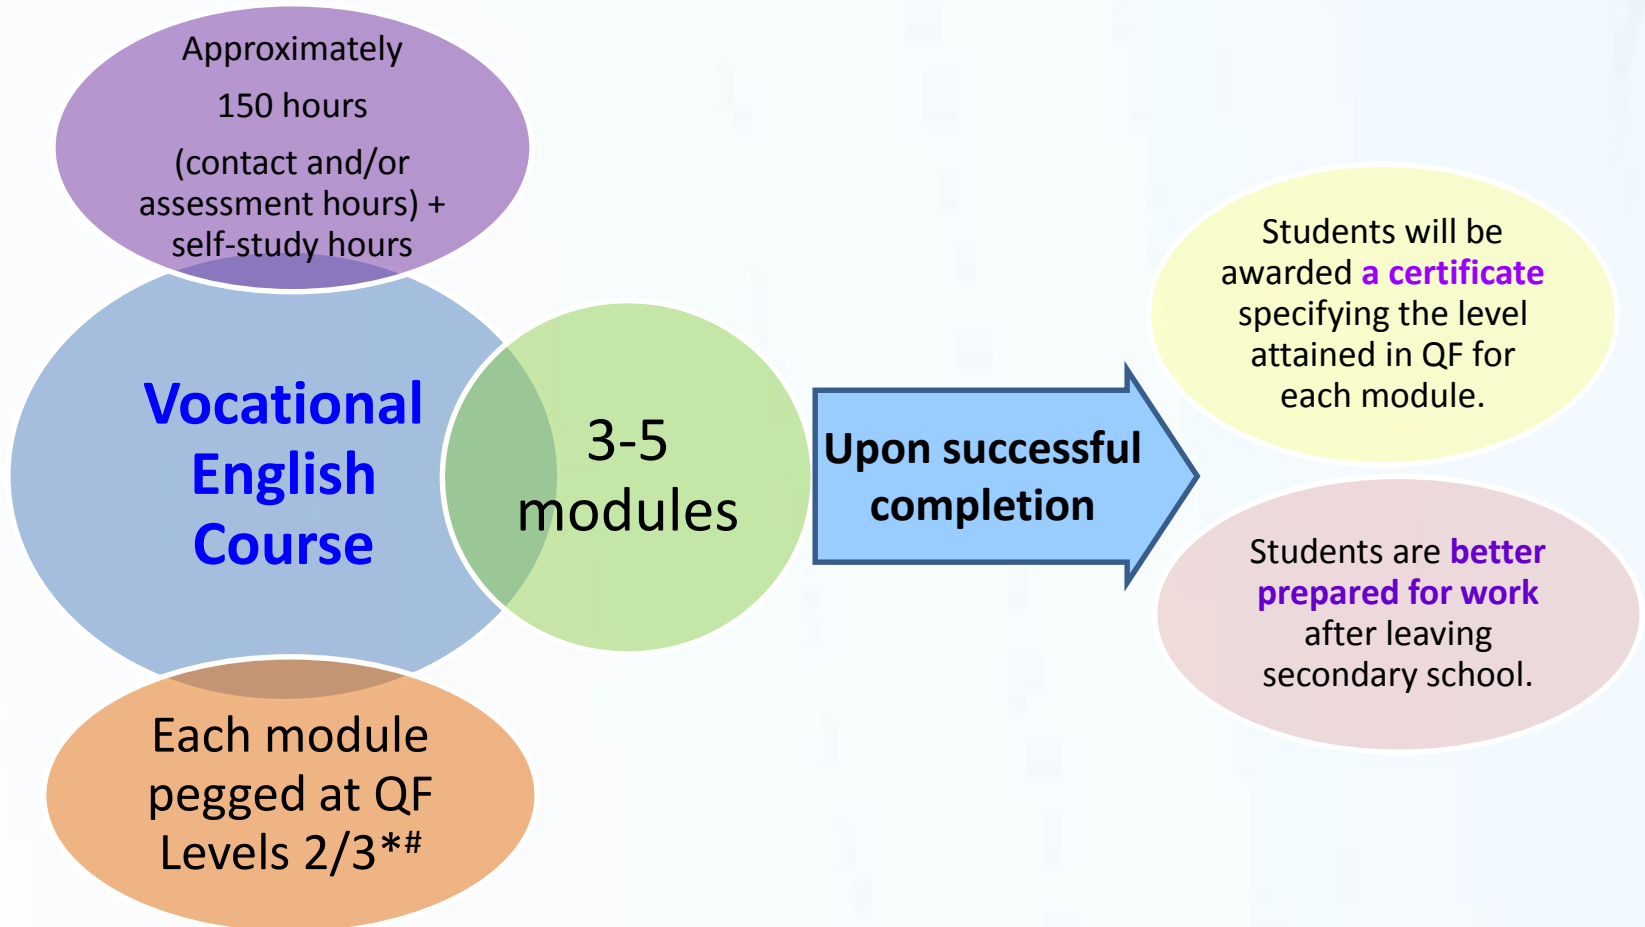 Approximately
150 hours
(contact and/or
assessment hours) +
self-study hours
Vocational
English
Course
3-5
modules
Each module
pegged at QF
Levels 2/3*#
Upon successful
completion
Students will be
awarded a certificate
specifying the level
attained in QF for
each module.
Students are better
prepared for work
after leaving
secondary school.